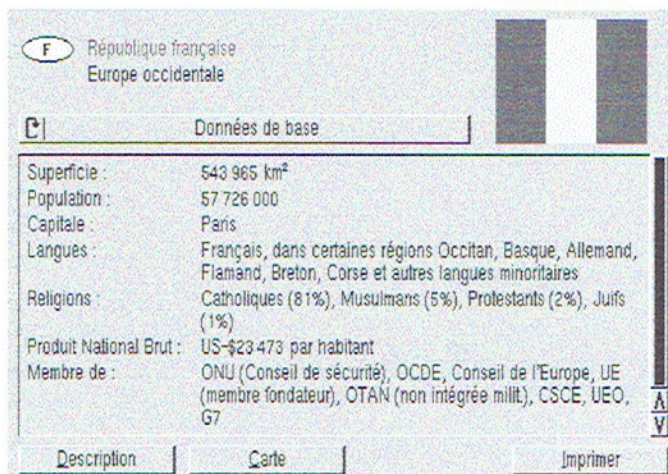 F République française
Europe occidentale
Données de base
Superficie : 543 965 km²
Population : 57 726 000
Capitale : Paris
Langues : Français, dans certaines régions Occitan, Basque, Allemand,
Flamand, Breton, Corse et autres langues minoritaires
Religions : Catholiques (81%), Musulmans (5%), Protestants (2%), Juifs
(1%)
Produit National Brut : US-$23 473 par habitant
Membre de : ONU (Conseil de sécurité), OCDE, Conseil de l'Europe, UE
(membre fondateur), OTAN (non intégrée milit.), CSCE, UEO,
G7
Description Carte Imprimer